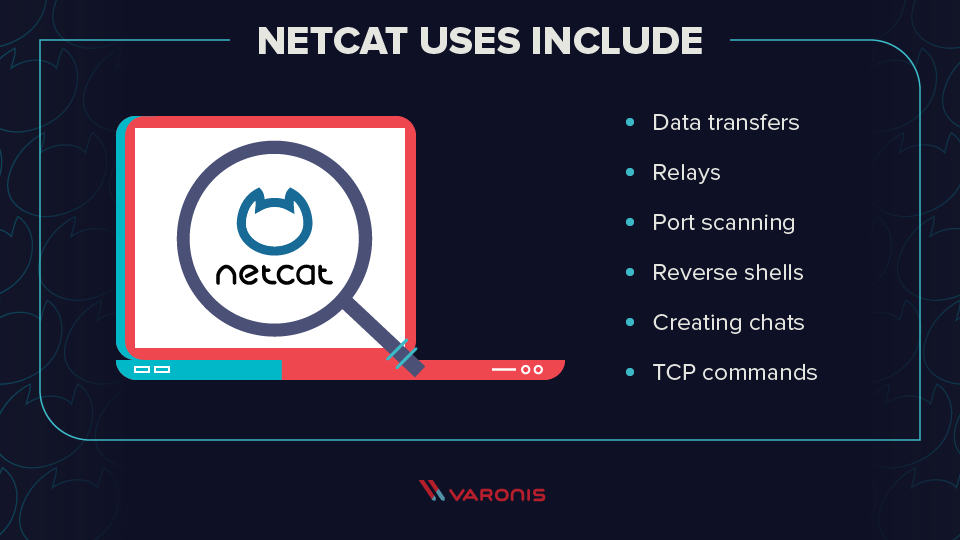 NETCAT USES INCLUDE
netcat
Data transfers
Relays
Port scanning
Reverse shells
Creating chats
TCP commands
VARONIS